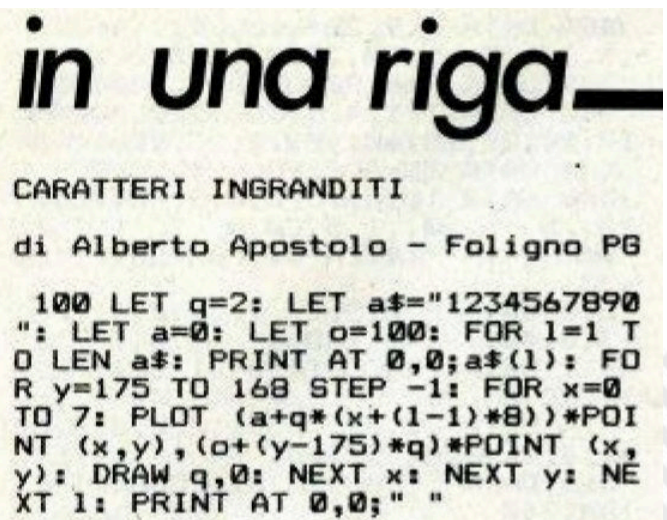 in una riga
CARATTERI INGRANDITI
di Alberto Apostolo - Foligno PG
100 LET q=2: LET a$="1234567890
": LET a=0: LET o=100: FOR l=1 T
O LEN a$: PRINT AT 0,0;a$(l): FO
R y=175 TO 168 STEP -1: FOR x=0
TO 7: PLOT (a+q*(x+(l-1)*8))*POI
NT (x,y),(o+(y-175)*q)*POINT (x,
y): DRAW q,0: NEXT x: NEXT y: NE
XT l: PRINT AT 0,0;" "